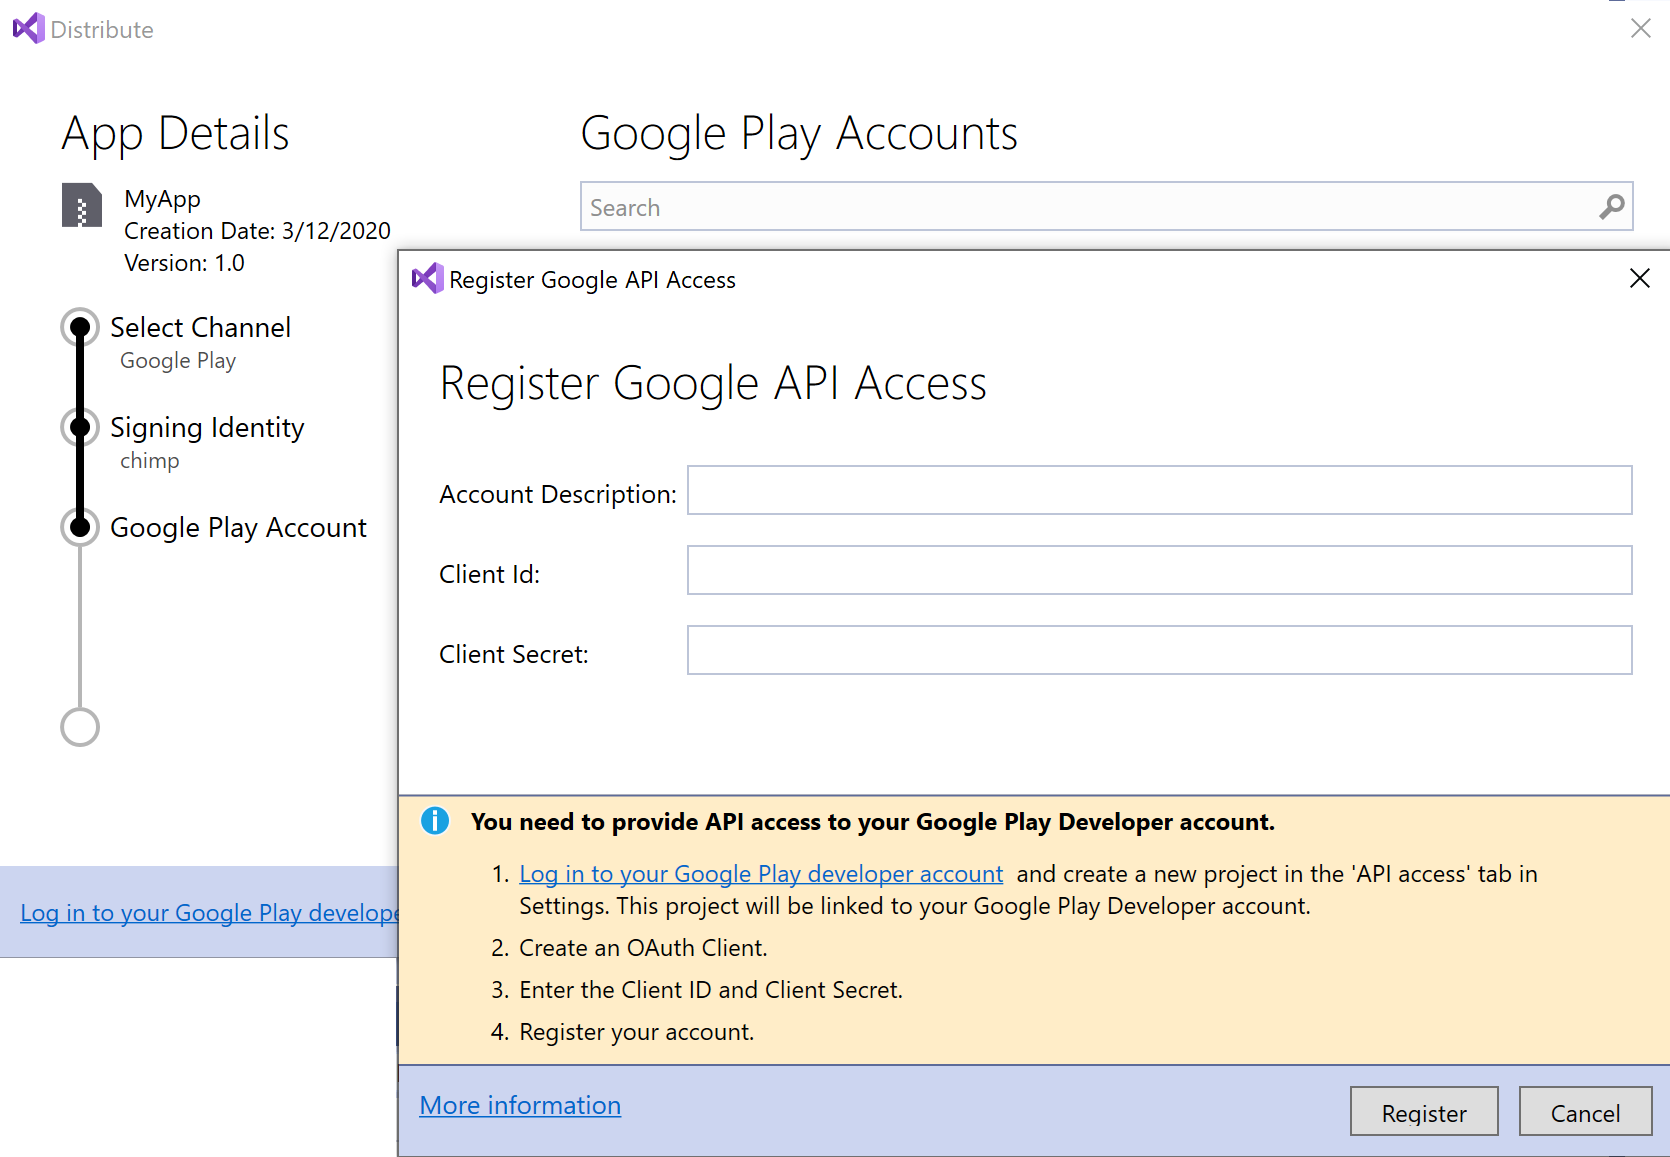 Distribute
App Details
MyApp
Creation Date: 3/12/2020
Version: 1.0
Select Channel
Google Play
Signing Identity
chimp
Google Play Account
Log in to your Google Play develope
Google Play Accounts
Search
Register Google API Access
Register Google API Access
Account Description:
Client Id:
Client Secret:
You need to provide API access to your Google Play Developer account.
1. Log in to your Google Play developer account and create a new project in the 'API access' tab in
Settings. This project will be linked to your Google Play Developer account.
2. Create an OAuth Client.
3. Enter the Client ID and Client Secret.
4. Register your account.
More information
Register
Cancel